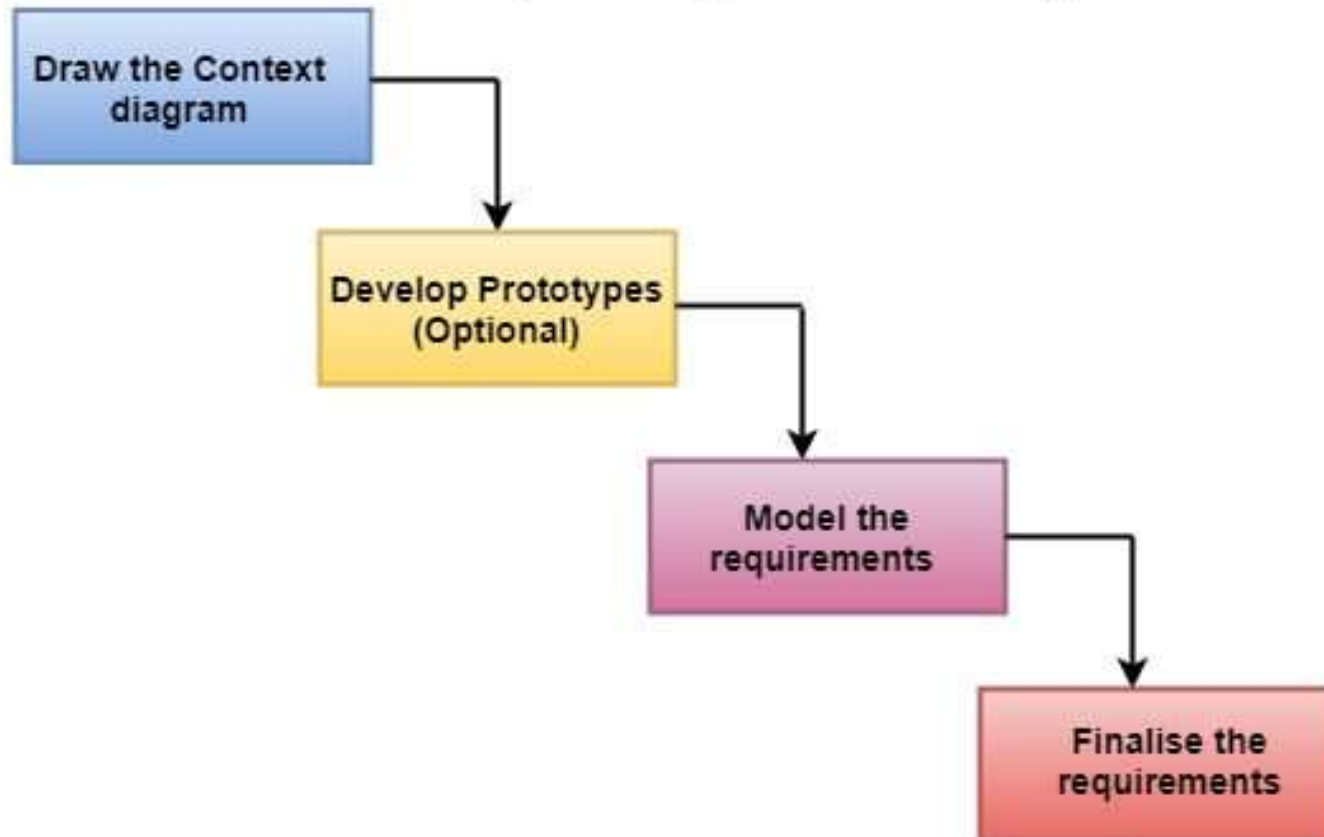 Draw the Context
diagram
Develop Prototypes
(Optional)
Model the
requirements
Finalise the
requirements